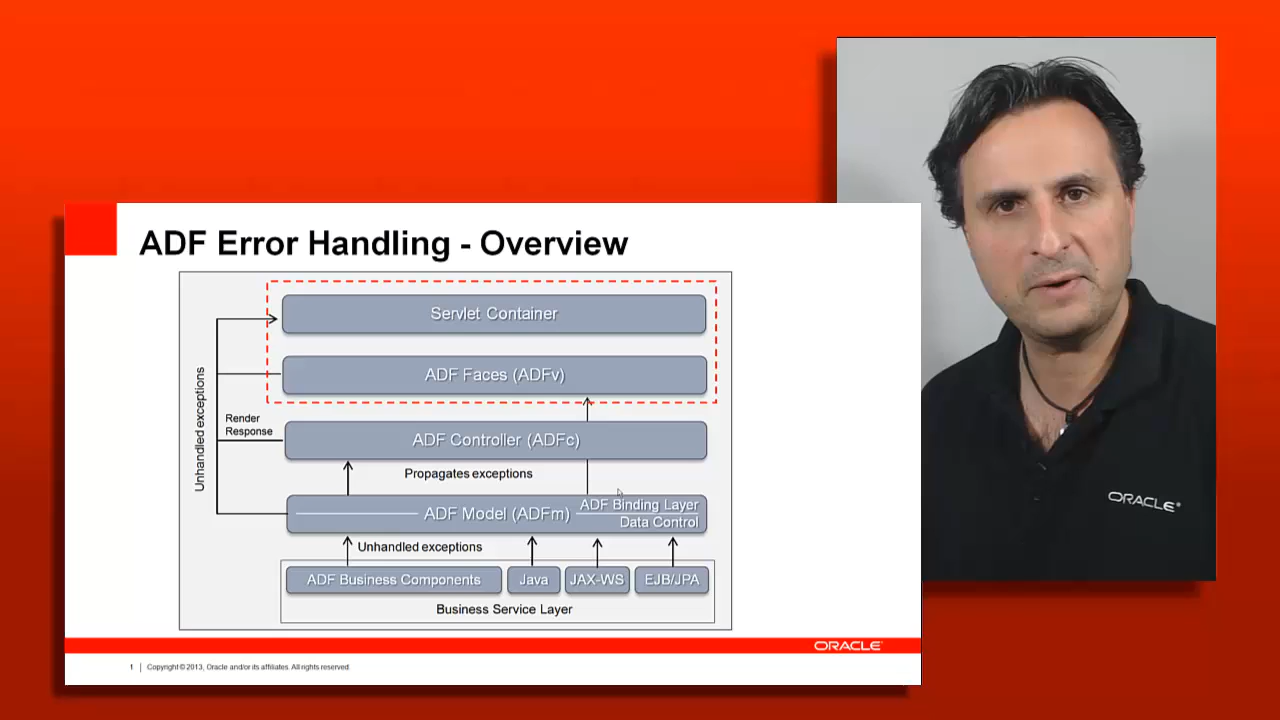 ADF Error Handling - Overview
Servlet Container
ADF Faces (ADFv)
Unhandled exceptions
Render
Response
ADF Controller (ADFc)
Propagates exceptions
ADF Model (ADFm)
ADF Binding Layer
Data Control
Unhandled exceptions
ADF Business Components
Java
JAX-WS
EJB/JPA
Business Service Layer
ORACLE
1 | Copyright © 2013, Oracle and/or its affiliates. All rights reserved.
ORACLE®